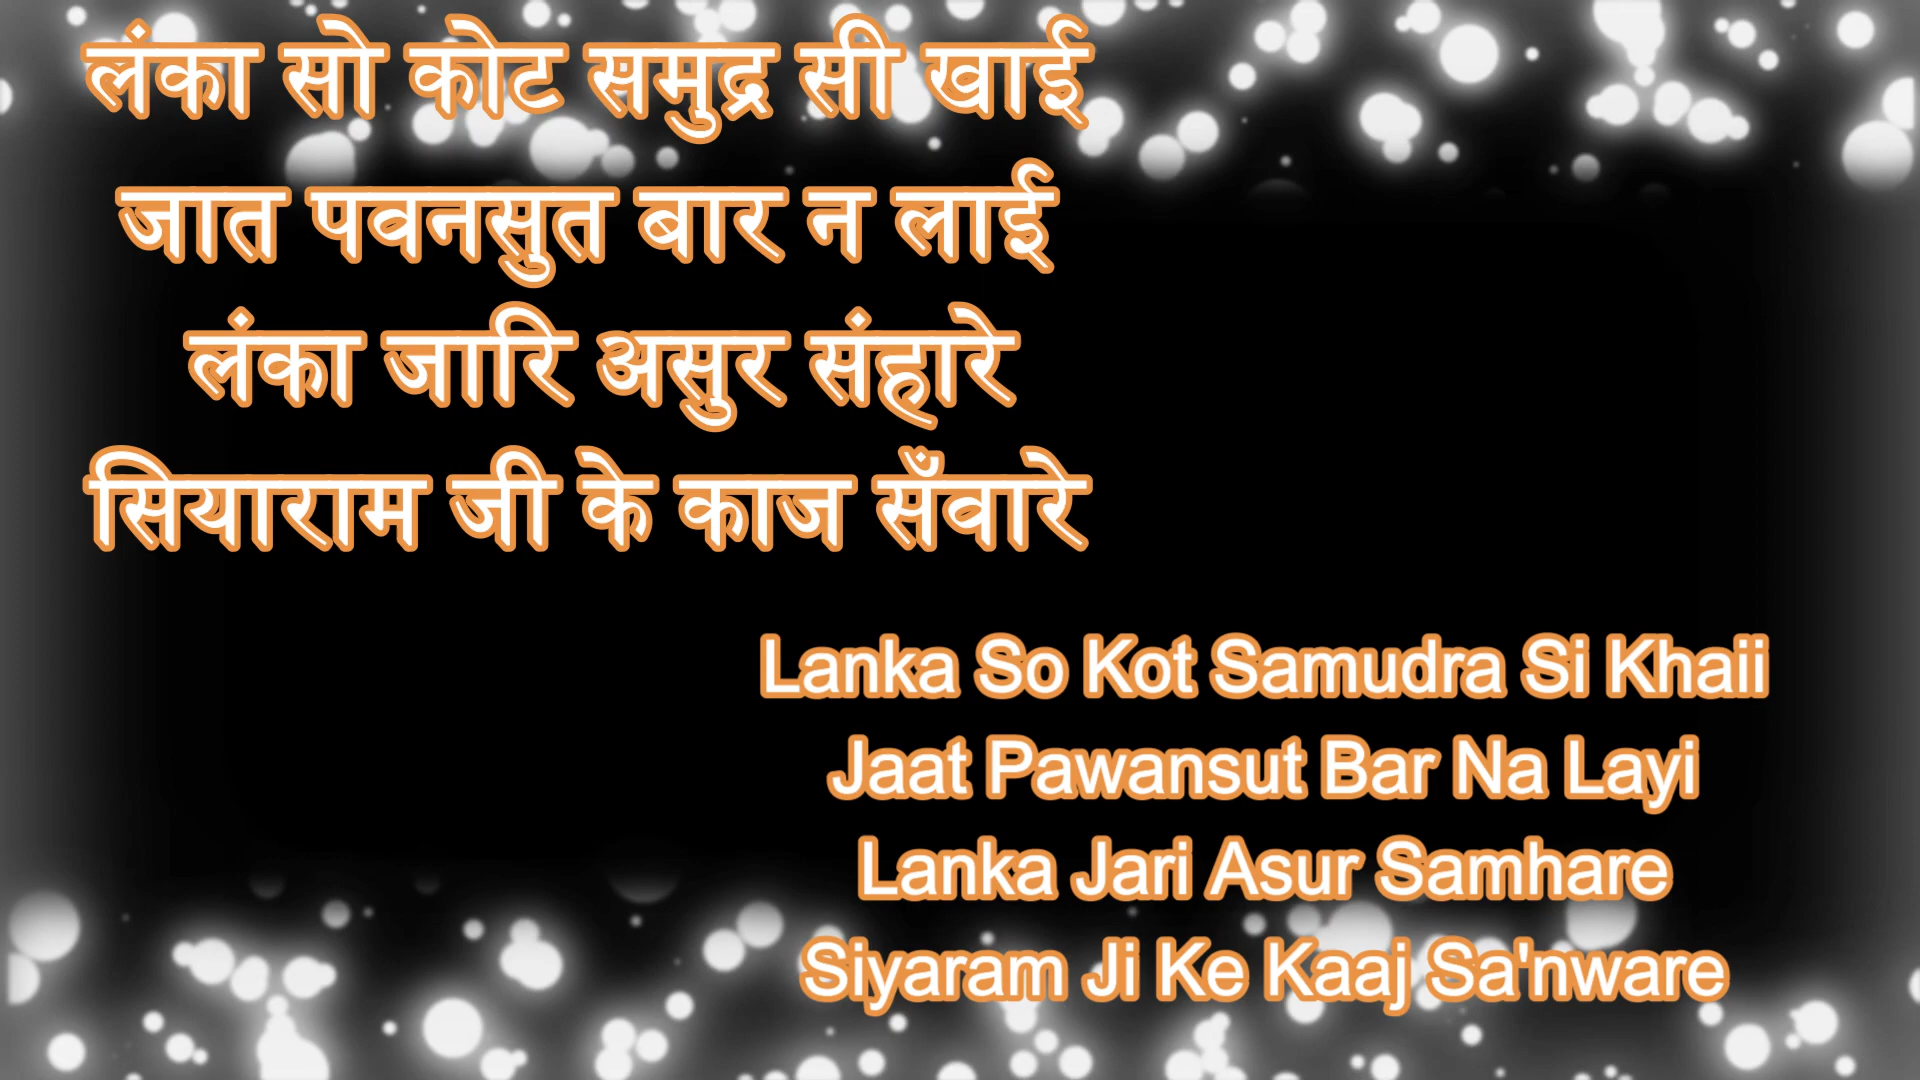 लंका सो कोट समुद्र सी खाई
जात पवनसुत बार न लाई
लंका जारि असुर संहारे
सियाराम जी के काज सँवारे
Lanka So Kot Samudra Si Khaii
Jaat Pawansut Bar Na Layi
Lanka Jari Asur Samhare
Siyaram Ji Ke Kaaj Sa'nware